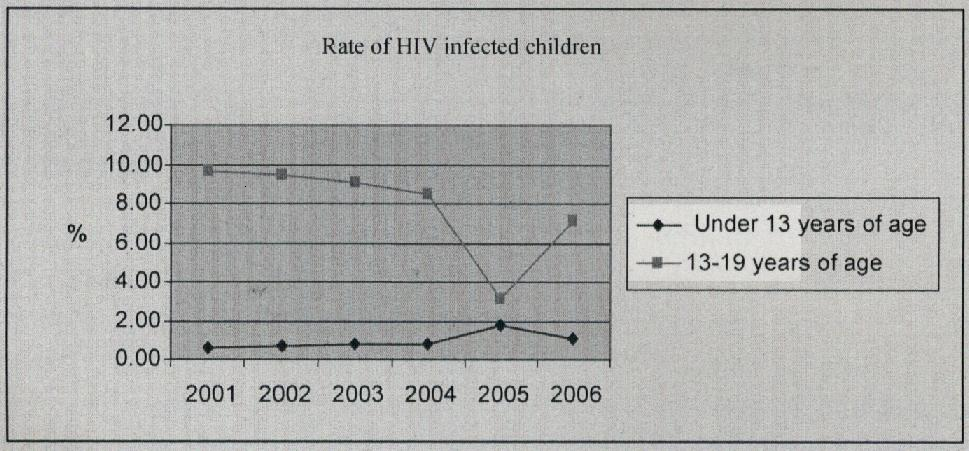 Rate of HIV infected children
12.00
10.00
8.00
6.00
4.00
2.00
0.00
%
2001 2002 2003 2004 2005 2006
Under 13 years of age
13-19 years of age